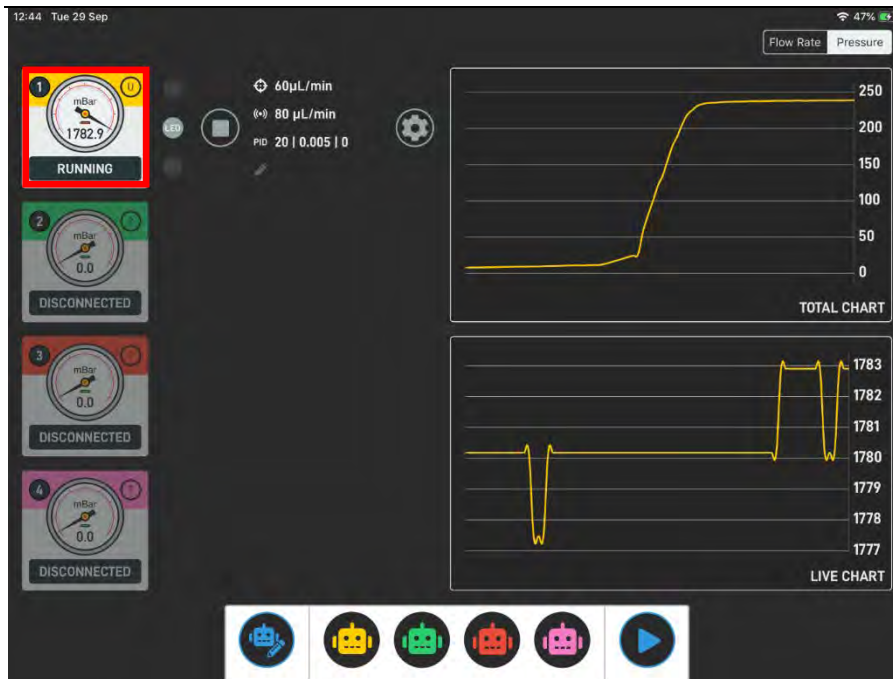 12:44 Tue 29 Sep
47%
Flow Rate Pressure
1 U
mBar
1782.9
RUNNING
LED
60µL/min
80 µL/min
PID 20 | 0.005 | 0
2
mBar
0.0
DISCONNECTED
3
mBar
0.0
DISCONNECTED
4
mBar
0.0
DISCONNECTED
250
200
150
100
50
0
TOTAL CHART
1783
1782
1781
1780
1779
1778
1777
LIVE CHART